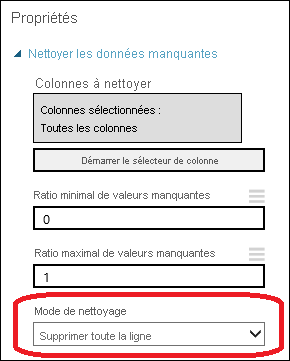 Propriétés
Nettoyer les données manquantes
Colonnes à nettoyer
Colonnes sélectionnées :
Toutes les colonnes
Démarrer le sélecteur de colonne
Ratio minimal de valeurs manquantes
0
Ratio maximal de valeurs manquantes
1
Mode de nettoyage
Supprimer toute la ligne